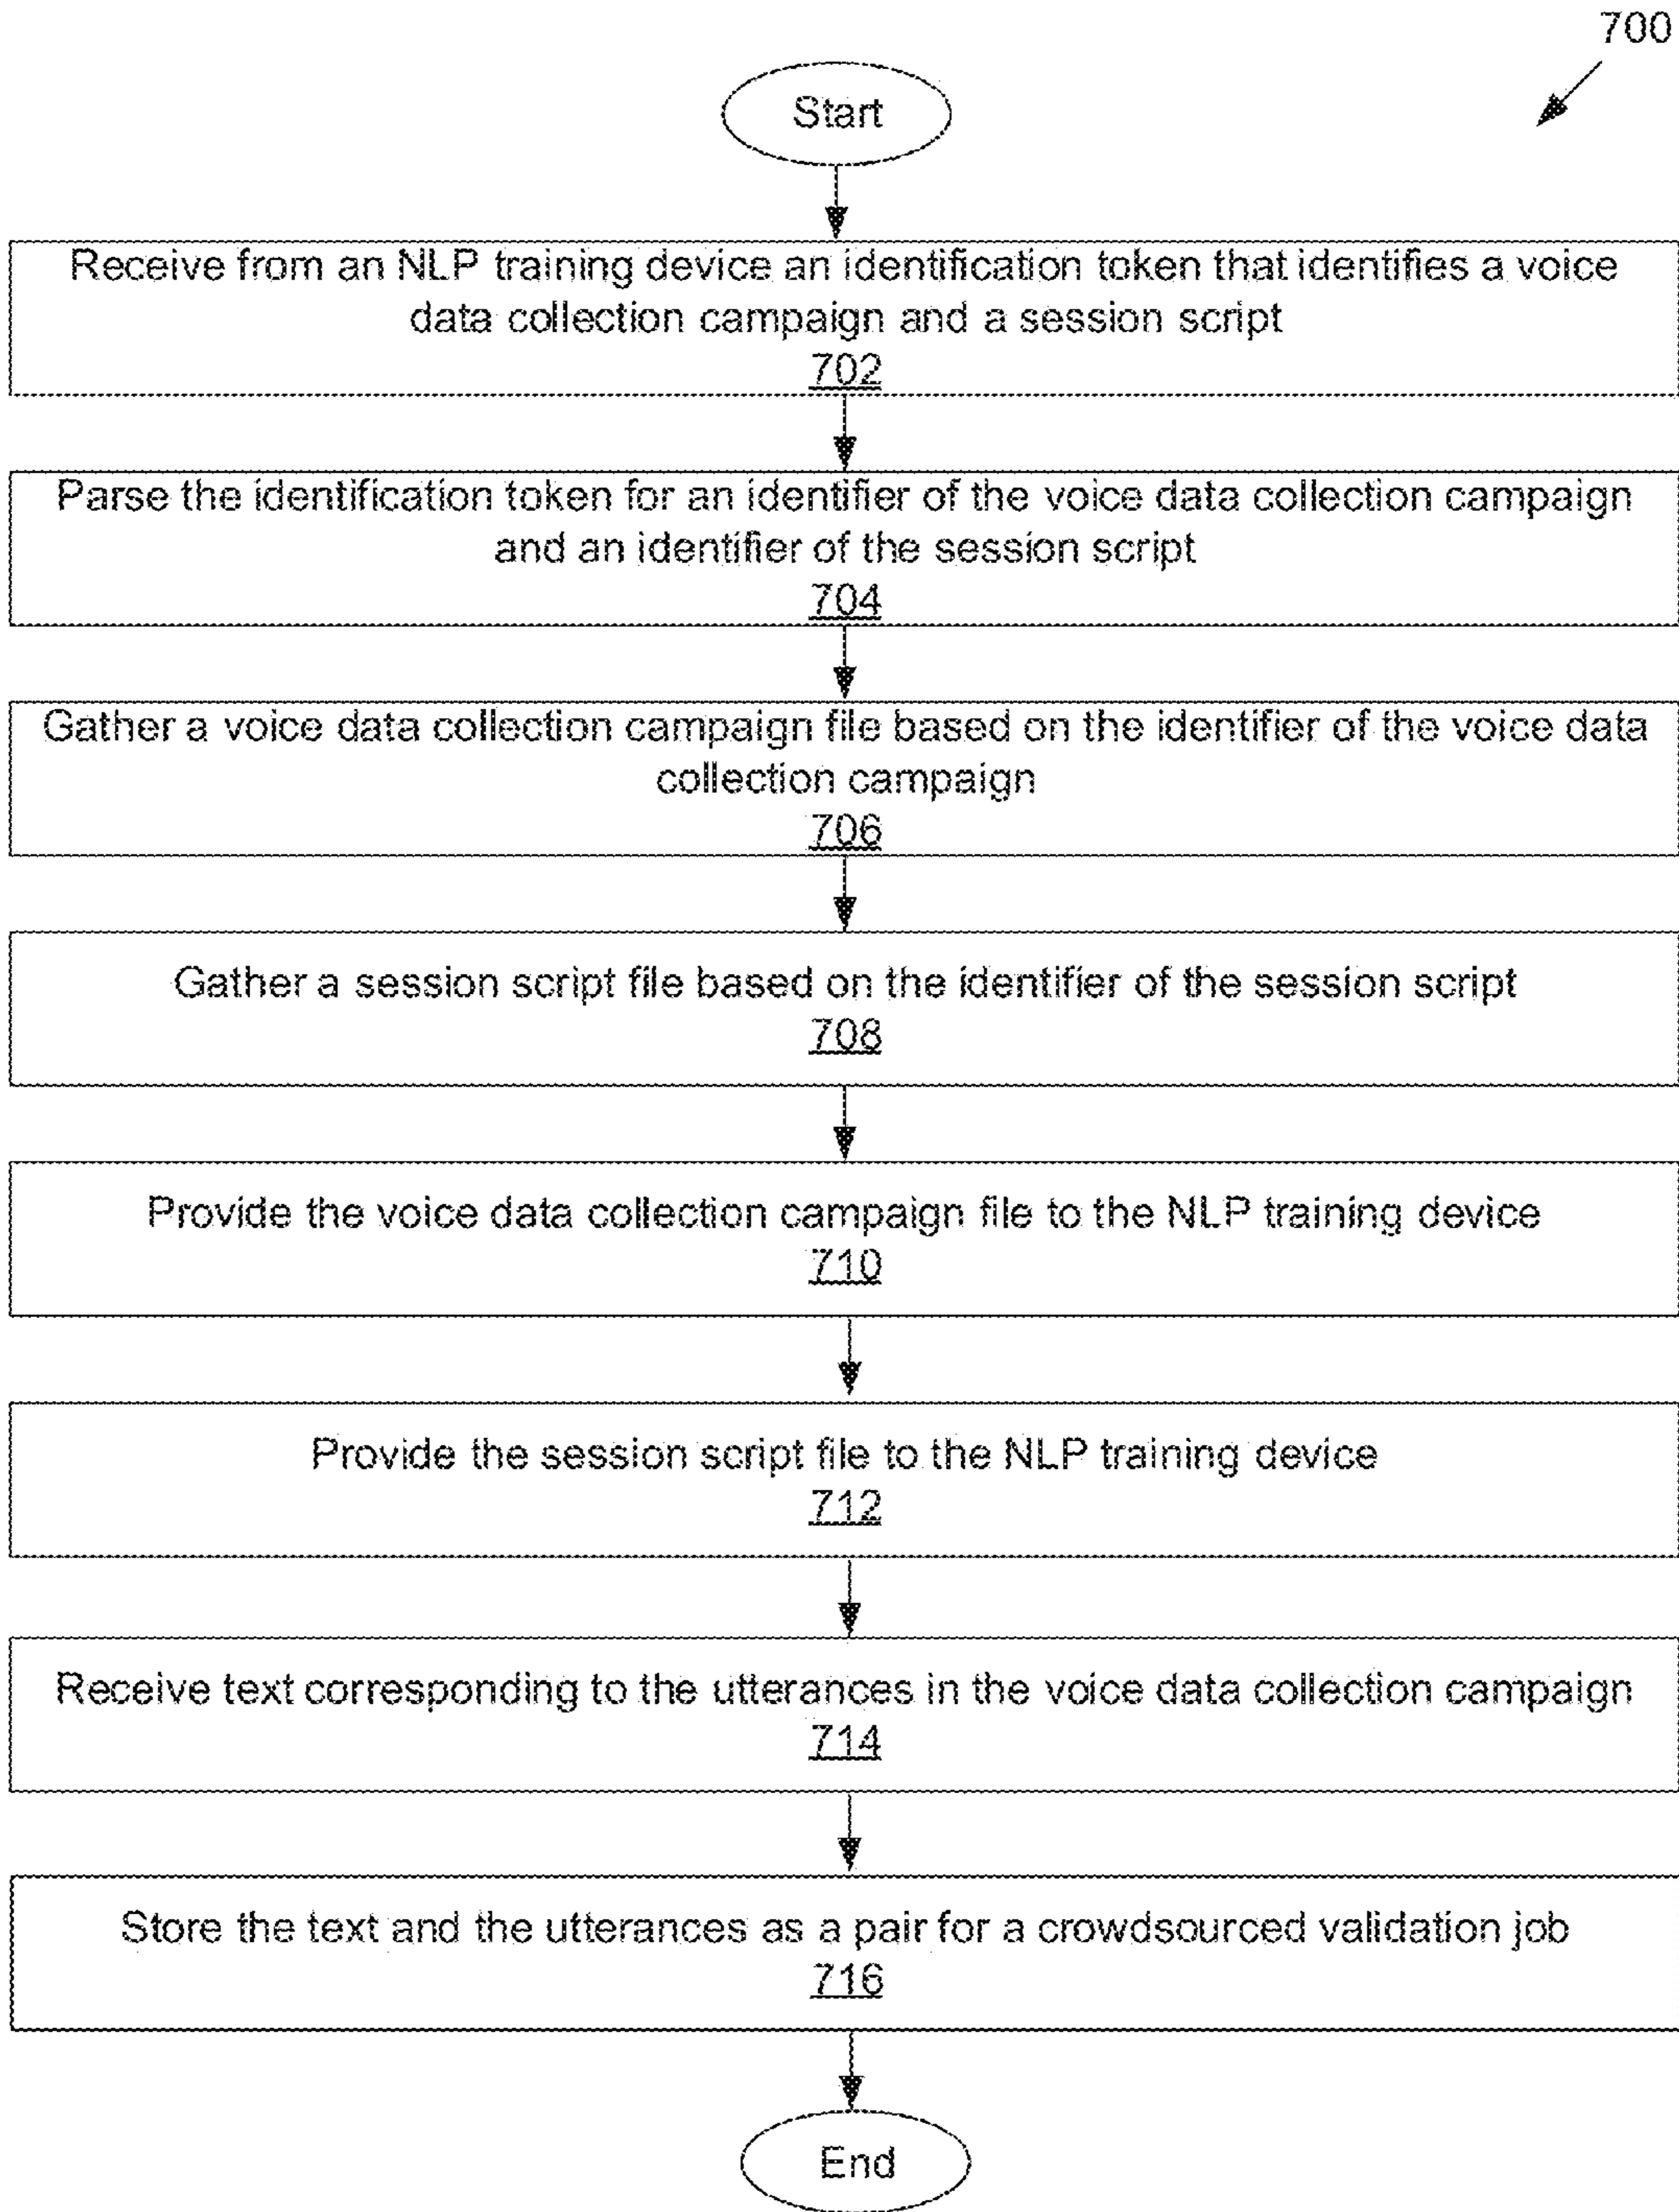 700
Start
Receive from an NLP training device an identification token that identifies a voice
data collection campaign and a session script
702
Parse the identification token for an identifier of the voice data collection campaign
and an identifier of the session script
704
Gather a voice data collection campaign file based on the identifier of the voice data
collection campaign
706
Gather a session script file based on the identifier of the session script
708
Provide the voice data collection campaign file to the NLP training device
710
Provide the session script file to the NLP training device
712
Receive text corresponding to the utterances in the voice data collection campaign
714
Store the text and the utterances as a pair for a crowdsourced validation job
716
End